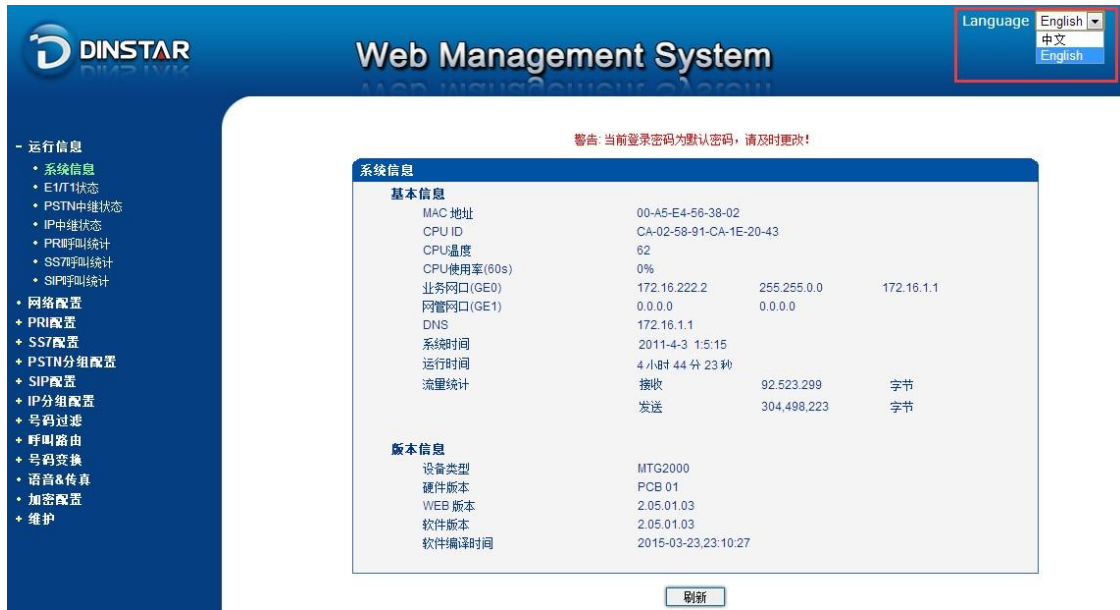 DINSTAR
Web Management System
Language English
中文
English
警告: 当前登录密码为默认密码，请及时更改!
- 运行信息
• 系统信息
• E1/T1状态
• PSTN中继状态
• IP中继状态
• PRI呼叫统计
• SS7呼叫统计
• SIP呼叫统计
• 网络配置
+ PRI配置
+ SS7配置
+ PSTN分组配置
+ SIP配置
+ IP分组配置
+ 号码过滤
+ 呼叫路由
+ 号码变换
• 语音&传真
• 加密配置
+ 维护
系统信息
基本信息
MAC 地址 00-A5-E4-56-38-02
CPU ID CA-02-58-91-CA-1E-20-43
CPU温度 62
CPU使用率(60s) 0%
业务网口(GE0) 172.16.222.2 255.255.0.0 172.16.1.1
网管网口(GE1) 0.0.0.0 0.0.0.0
DNS 172.16.1.1
系统时间 2011-4-3 1:5:15
运行时间 4 小时 44 分 23 秒
流量统计 接收 92.523.299 字节
发送 304,498,223 字节
版本信息
设备类型 MTG2000
硬件版本 PCB 01
WEB 版本 2.05.01.03
软件版本 2.05.01.03
软件编译时间 2015-03-23,23:10:27
刷新